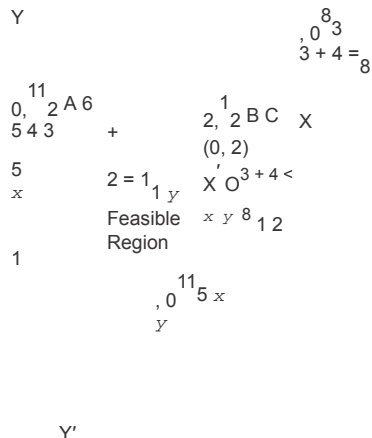 Y
, 0 8 3
3 + 4 = 8
0, 11 2 A 6
5 4 3 +
2, 1 2 B C X
(0, 2)
5
x
2 = 1 1 y
X′ O 3 + 4 <
Feasible
Region
x y 8 1 2
1
, 0 11 5 x
y
Y′